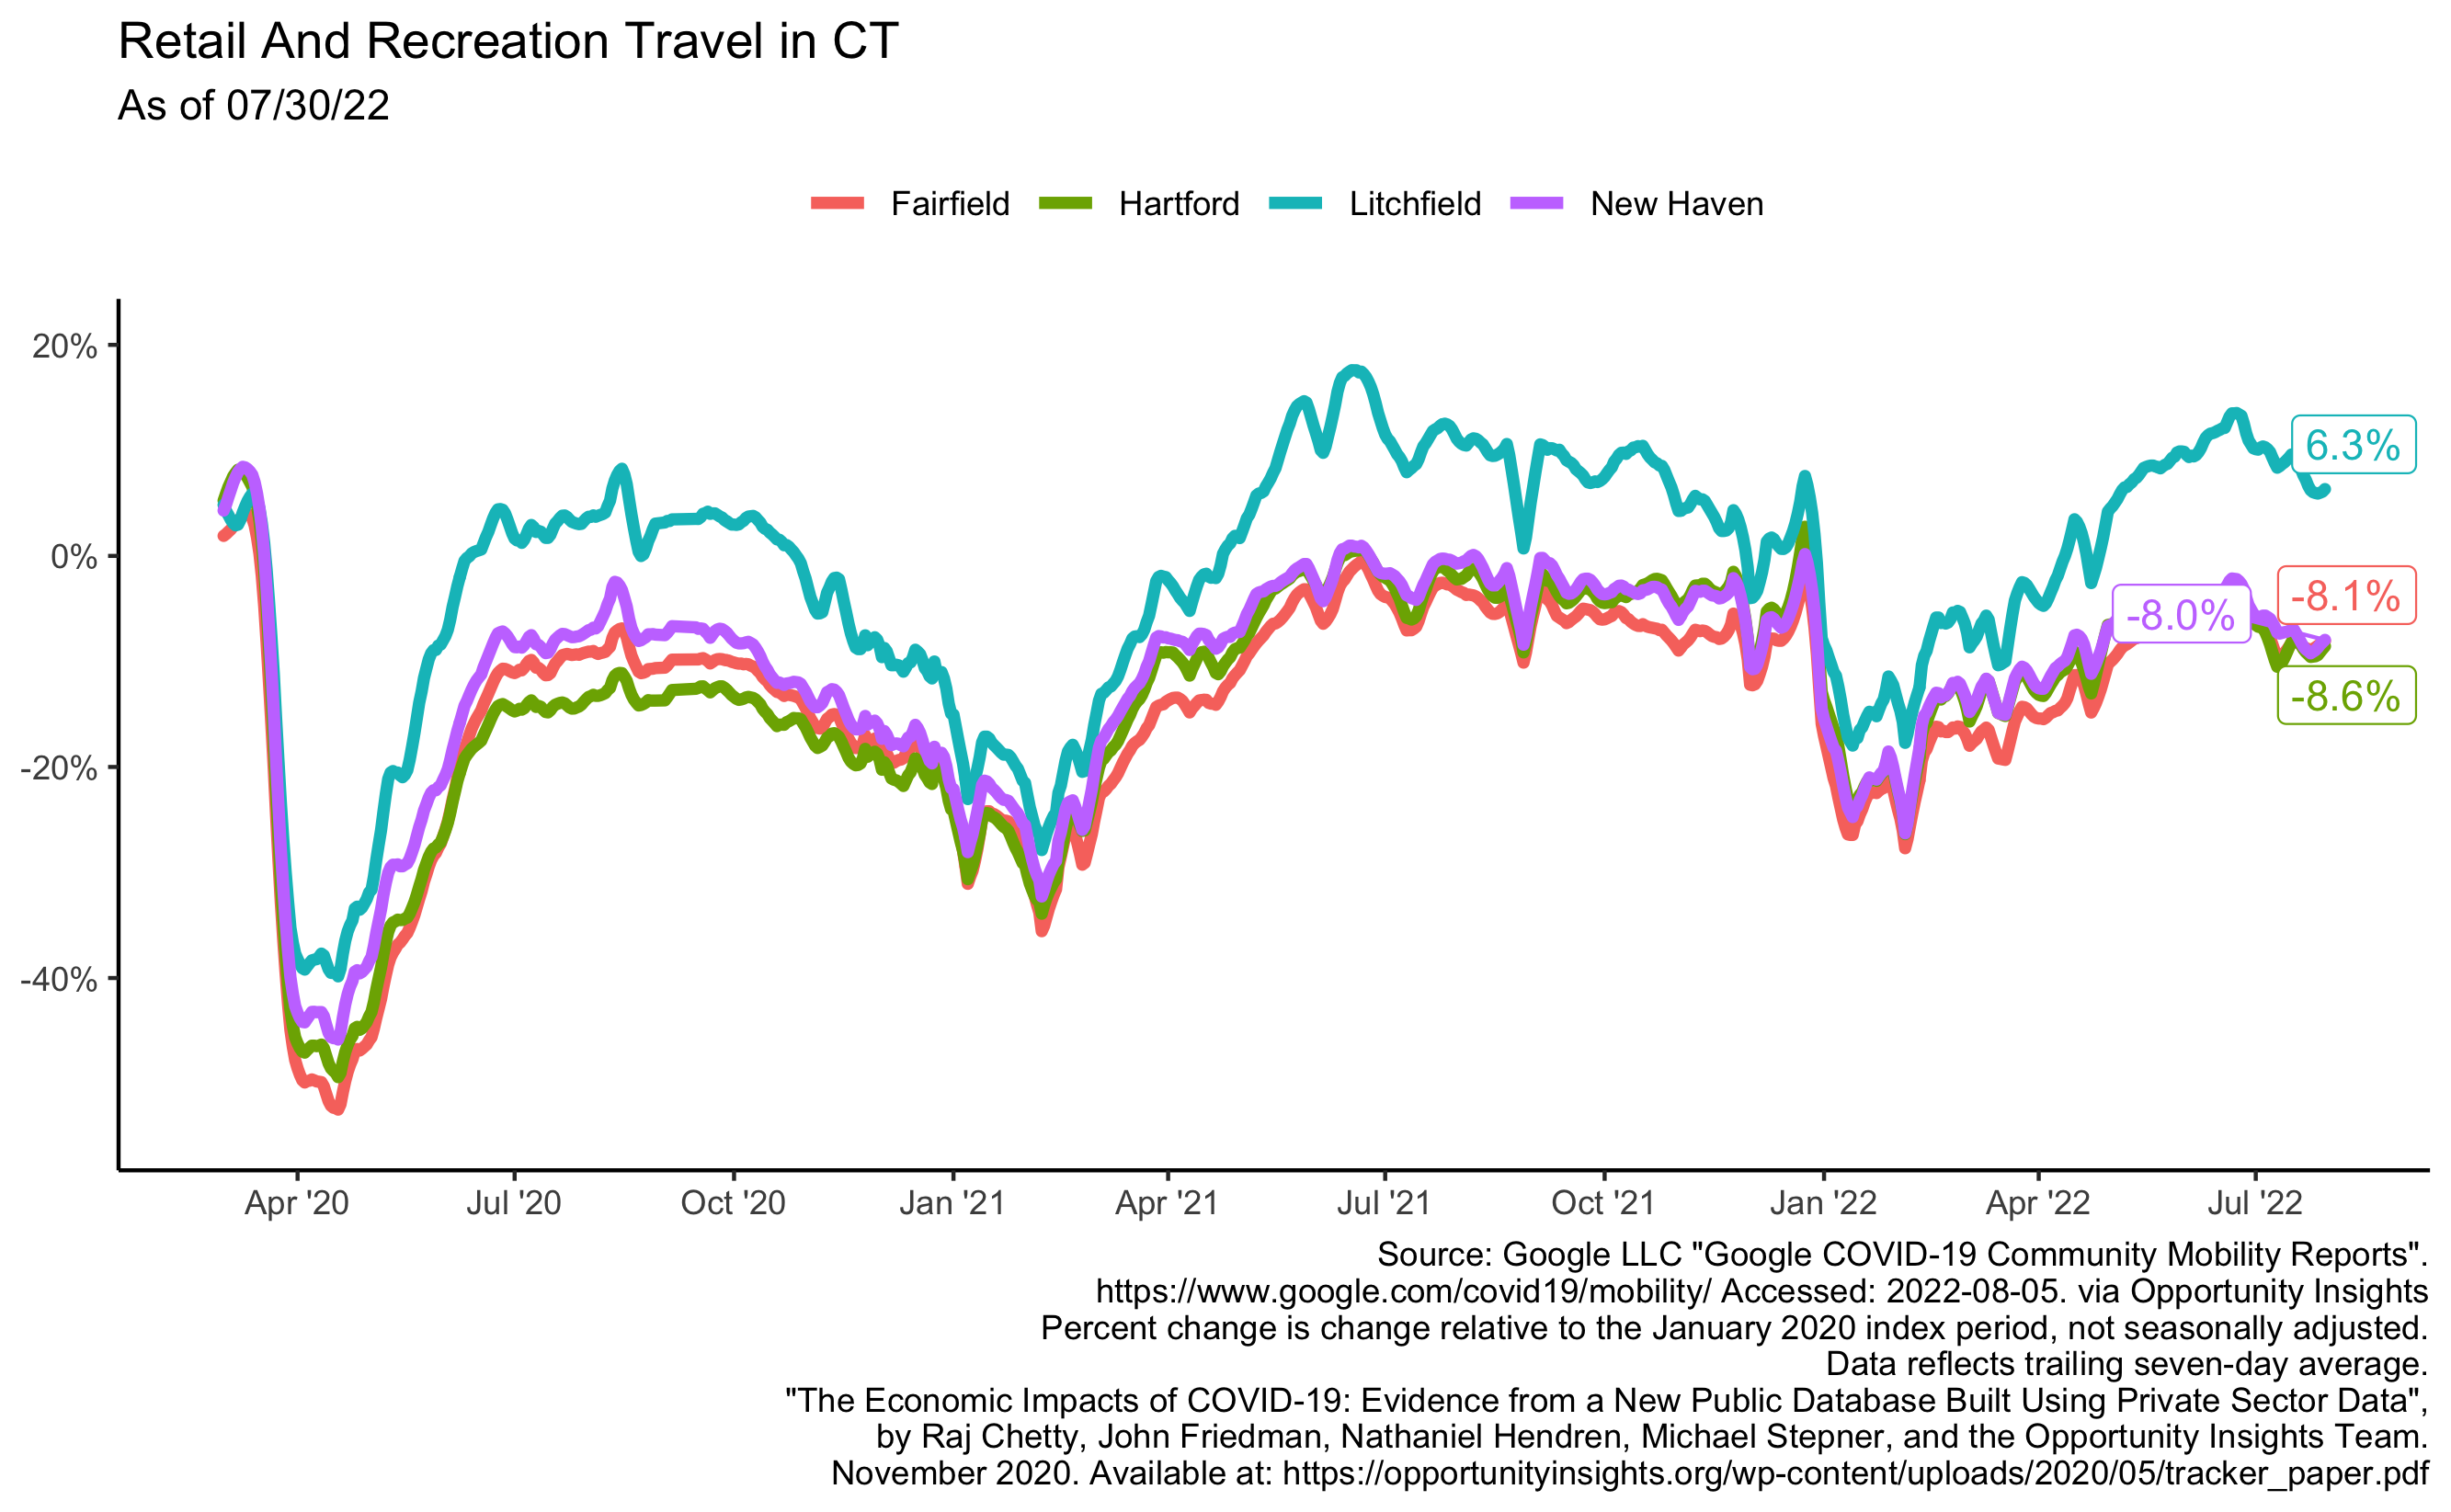 Retail And Recreation Travel in CT
As of 07/30/22
Fairfield Hartford Litchfield New Haven
20%
0%
-20%
-40%
6.3%
-8.1%
-8.0%
-8.6%
Apr '20 Jul '20 Oct '20 Jan '21 Apr '21 Jul '21 Oct '21 Jan '22 Apr '22 Jul '22
Source: Google LLC "Google COVID-19 Community Mobility Reports".
https://www.google.com/covid19/mobility/ Accessed: 2022-08-05. via Opportunity Insights
Percent change is change relative to the January 2020 index period, not seasonally adjusted.
Data reflects trailing seven-day average.
"The Economic Impacts of COVID-19: Evidence from a New Public Database Built Using Private Sector Data",
by Raj Chetty, John Friedman, Nathaniel Hendren, Michael Stepner, and the Opportunity Insights Team.
November 2020. Available at: https://opportunityinsights.org/wp-content/uploads/2020/05/tracker_paper.pdf